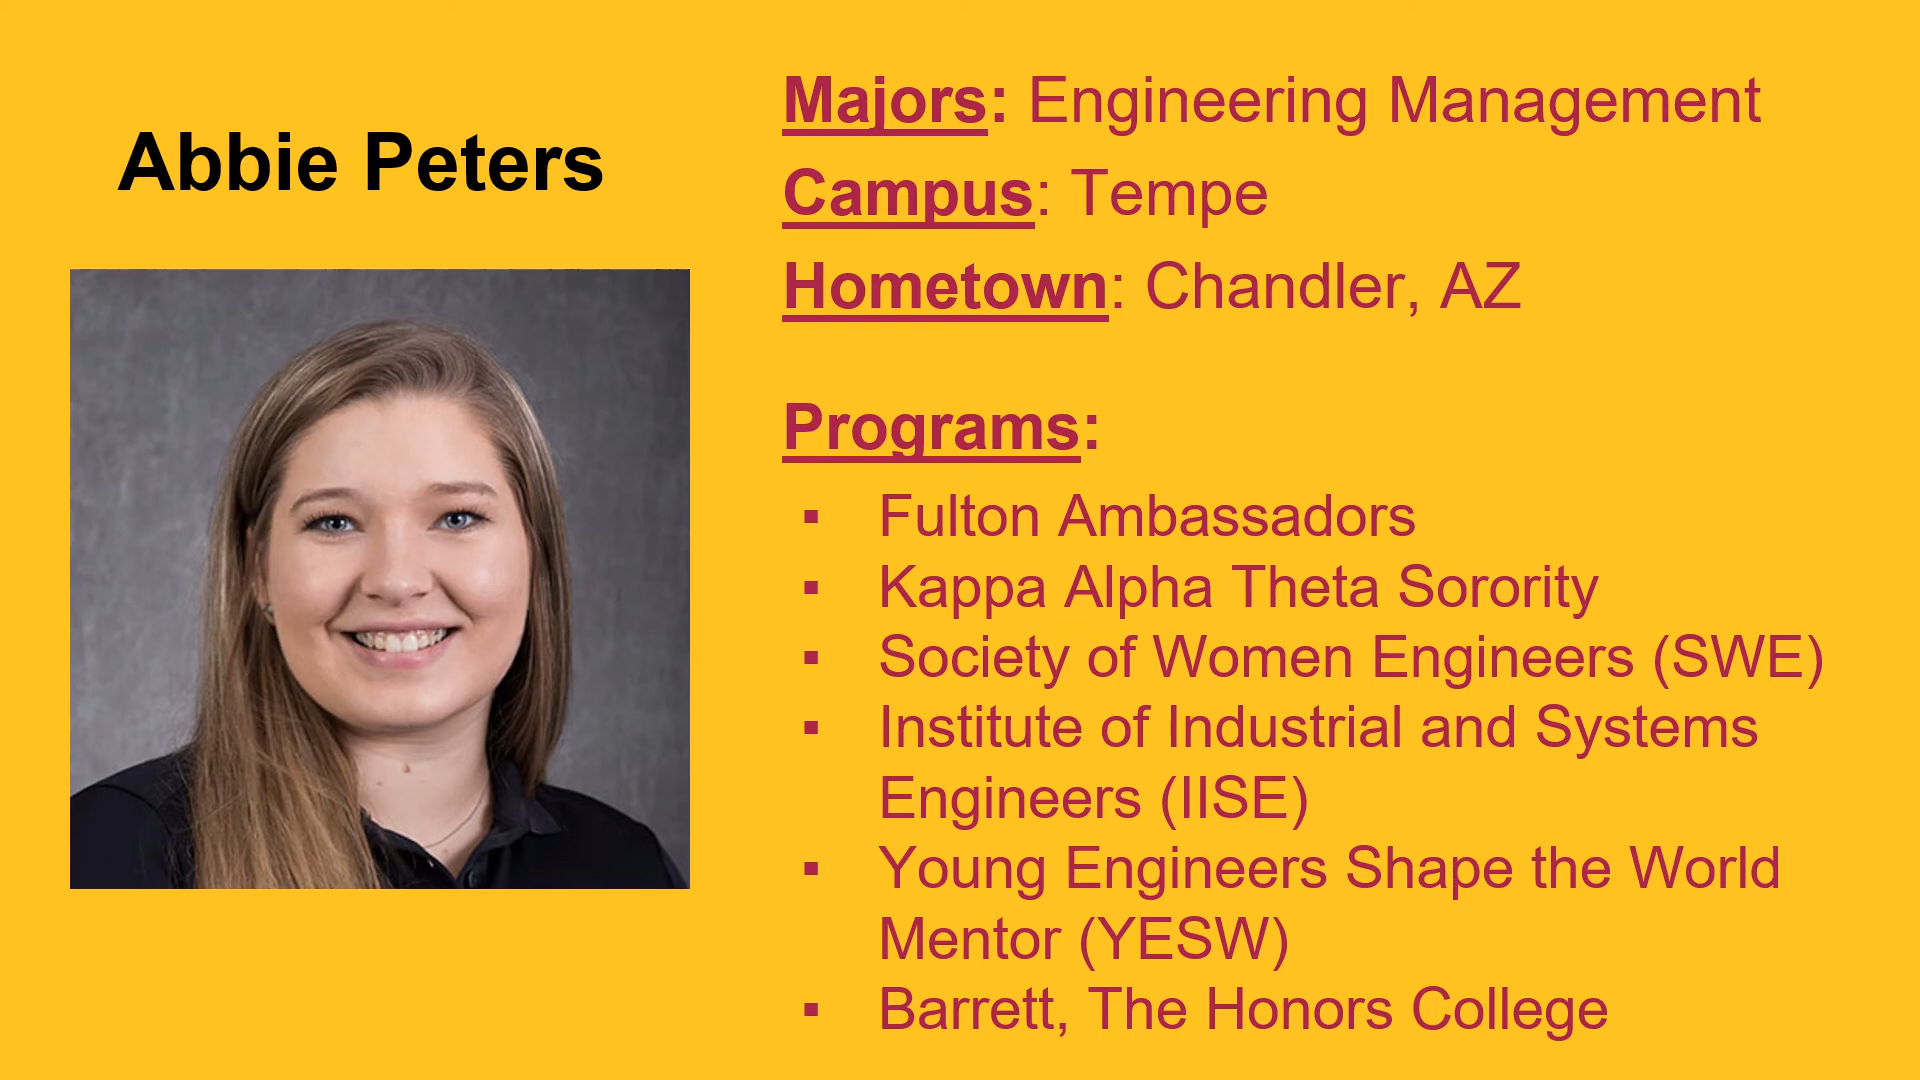 Abbie Peters
Majors: Engineering Management
Campus: Tempe
Hometown: Chandler, AZ
Programs:
▪ Fulton Ambassadors
▪ Kappa Alpha Theta Sorority
▪ Society of Women Engineers (SWE)
▪ Institute of Industrial and Systems
Engineers (IISE)
▪ Young Engineers Shape the World
Mentor (YESW)
▪ Barrett, The Honors College